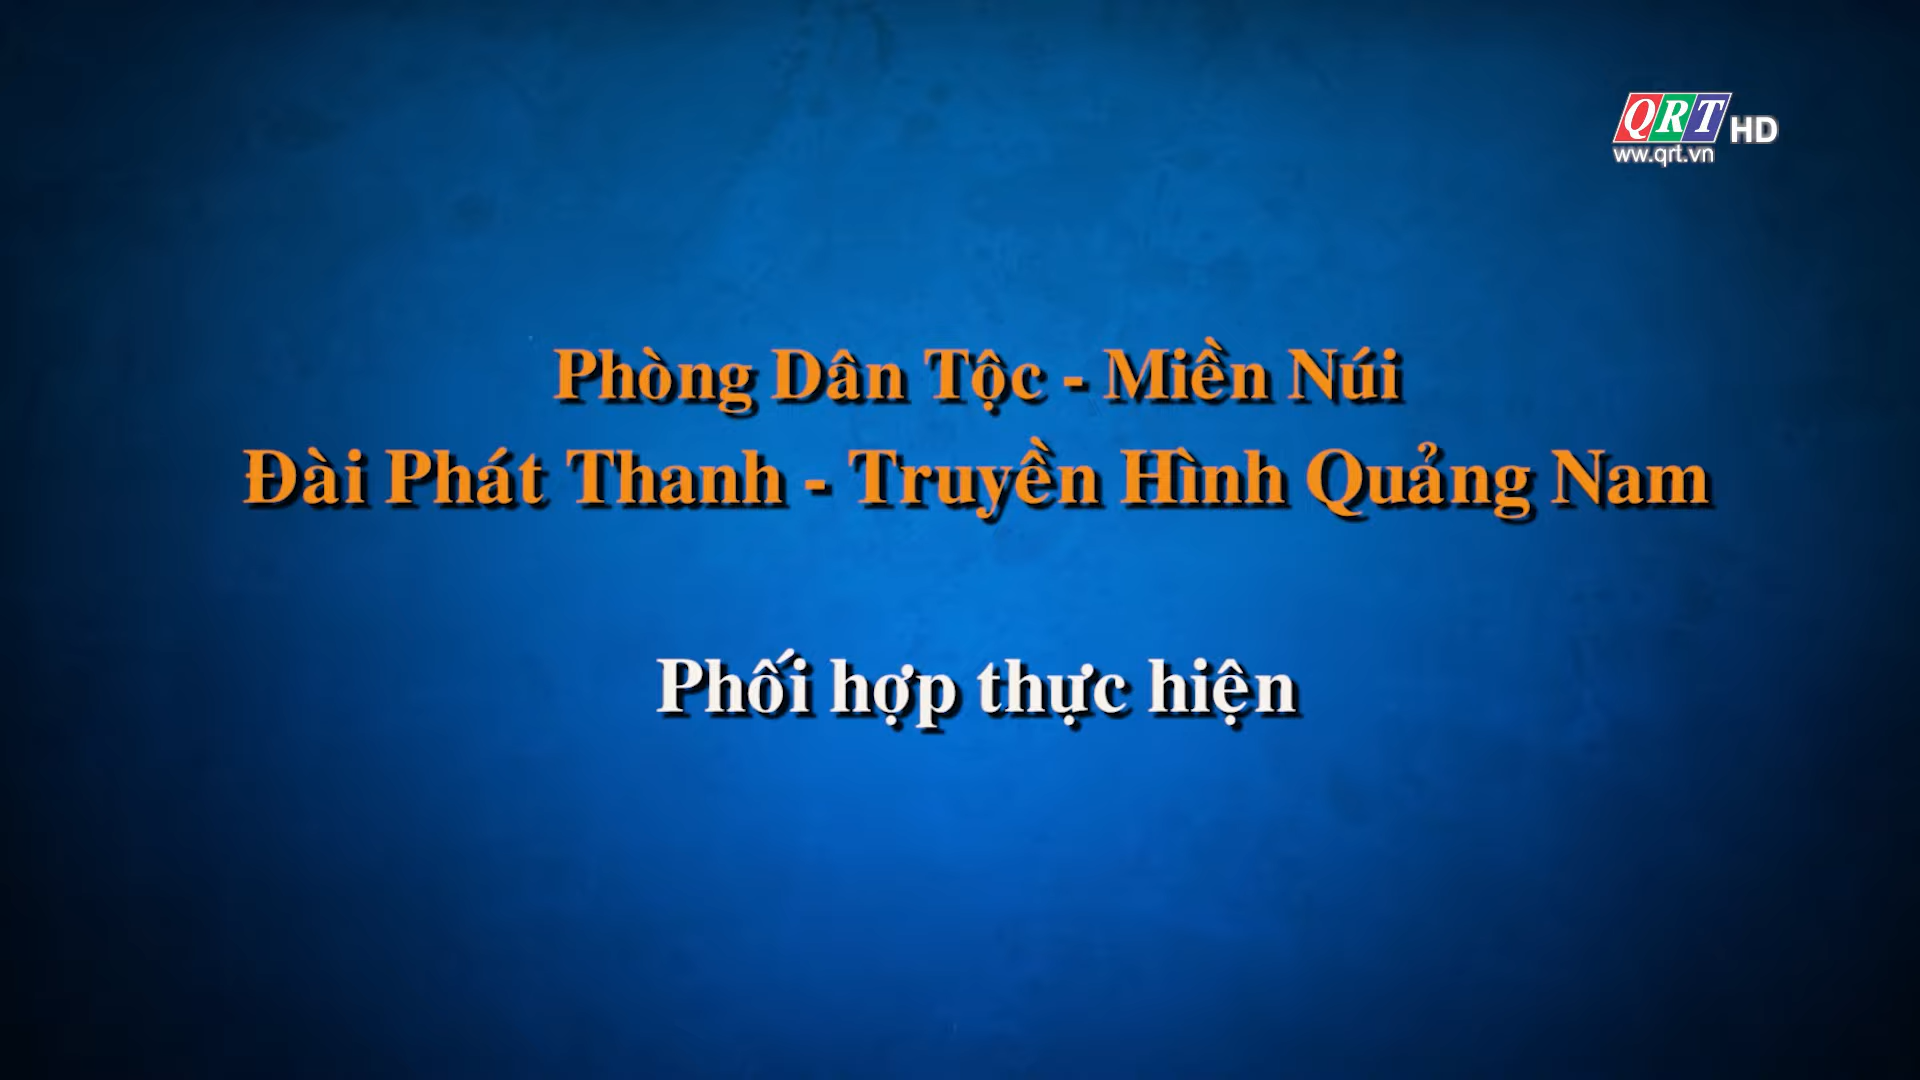 QRT HD
ww.qrt.vn
Phòng Dân Tộc - Miền Núi
Đài Phát Thanh - Truyền Hình Quảng Nam
Phối hợp thực hiện